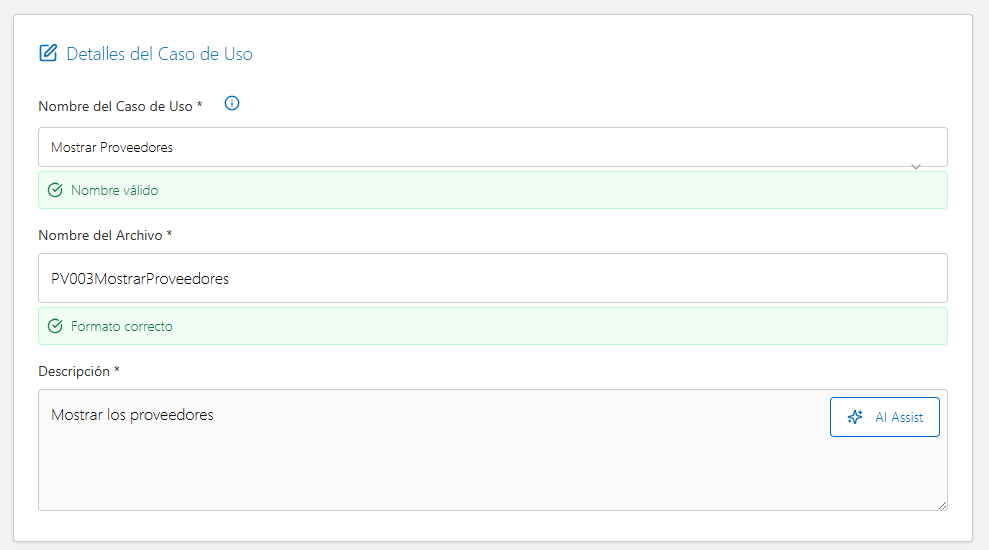 Detalles del Caso de Uso
Nombre del Caso de Uso *
Mostrar Proveedores
Nombre válido
Nombre del Archivo *
PV003MostrarProveedores
Formato correcto
Descripción *
Mostrar los proveedores
AI Assist